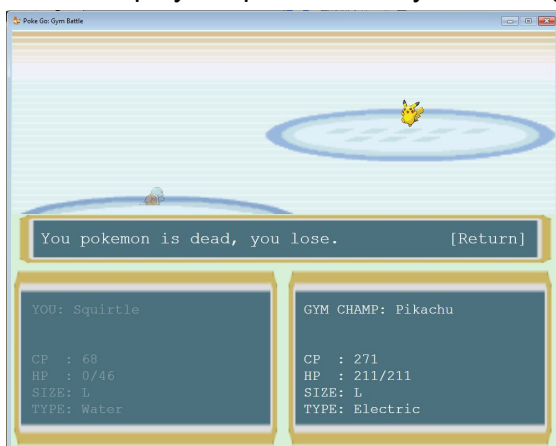 Poke Go: Gym Battle
You pokemon is dead, you lose. [Return]
YOU: Squirtle
CP : 68
HP : 0/46
SIZE: L
TYPE: Water
GYM CHAMP: Pikachu
CP : 271
HP : 211/211
SIZE: L
TYPE: Electric